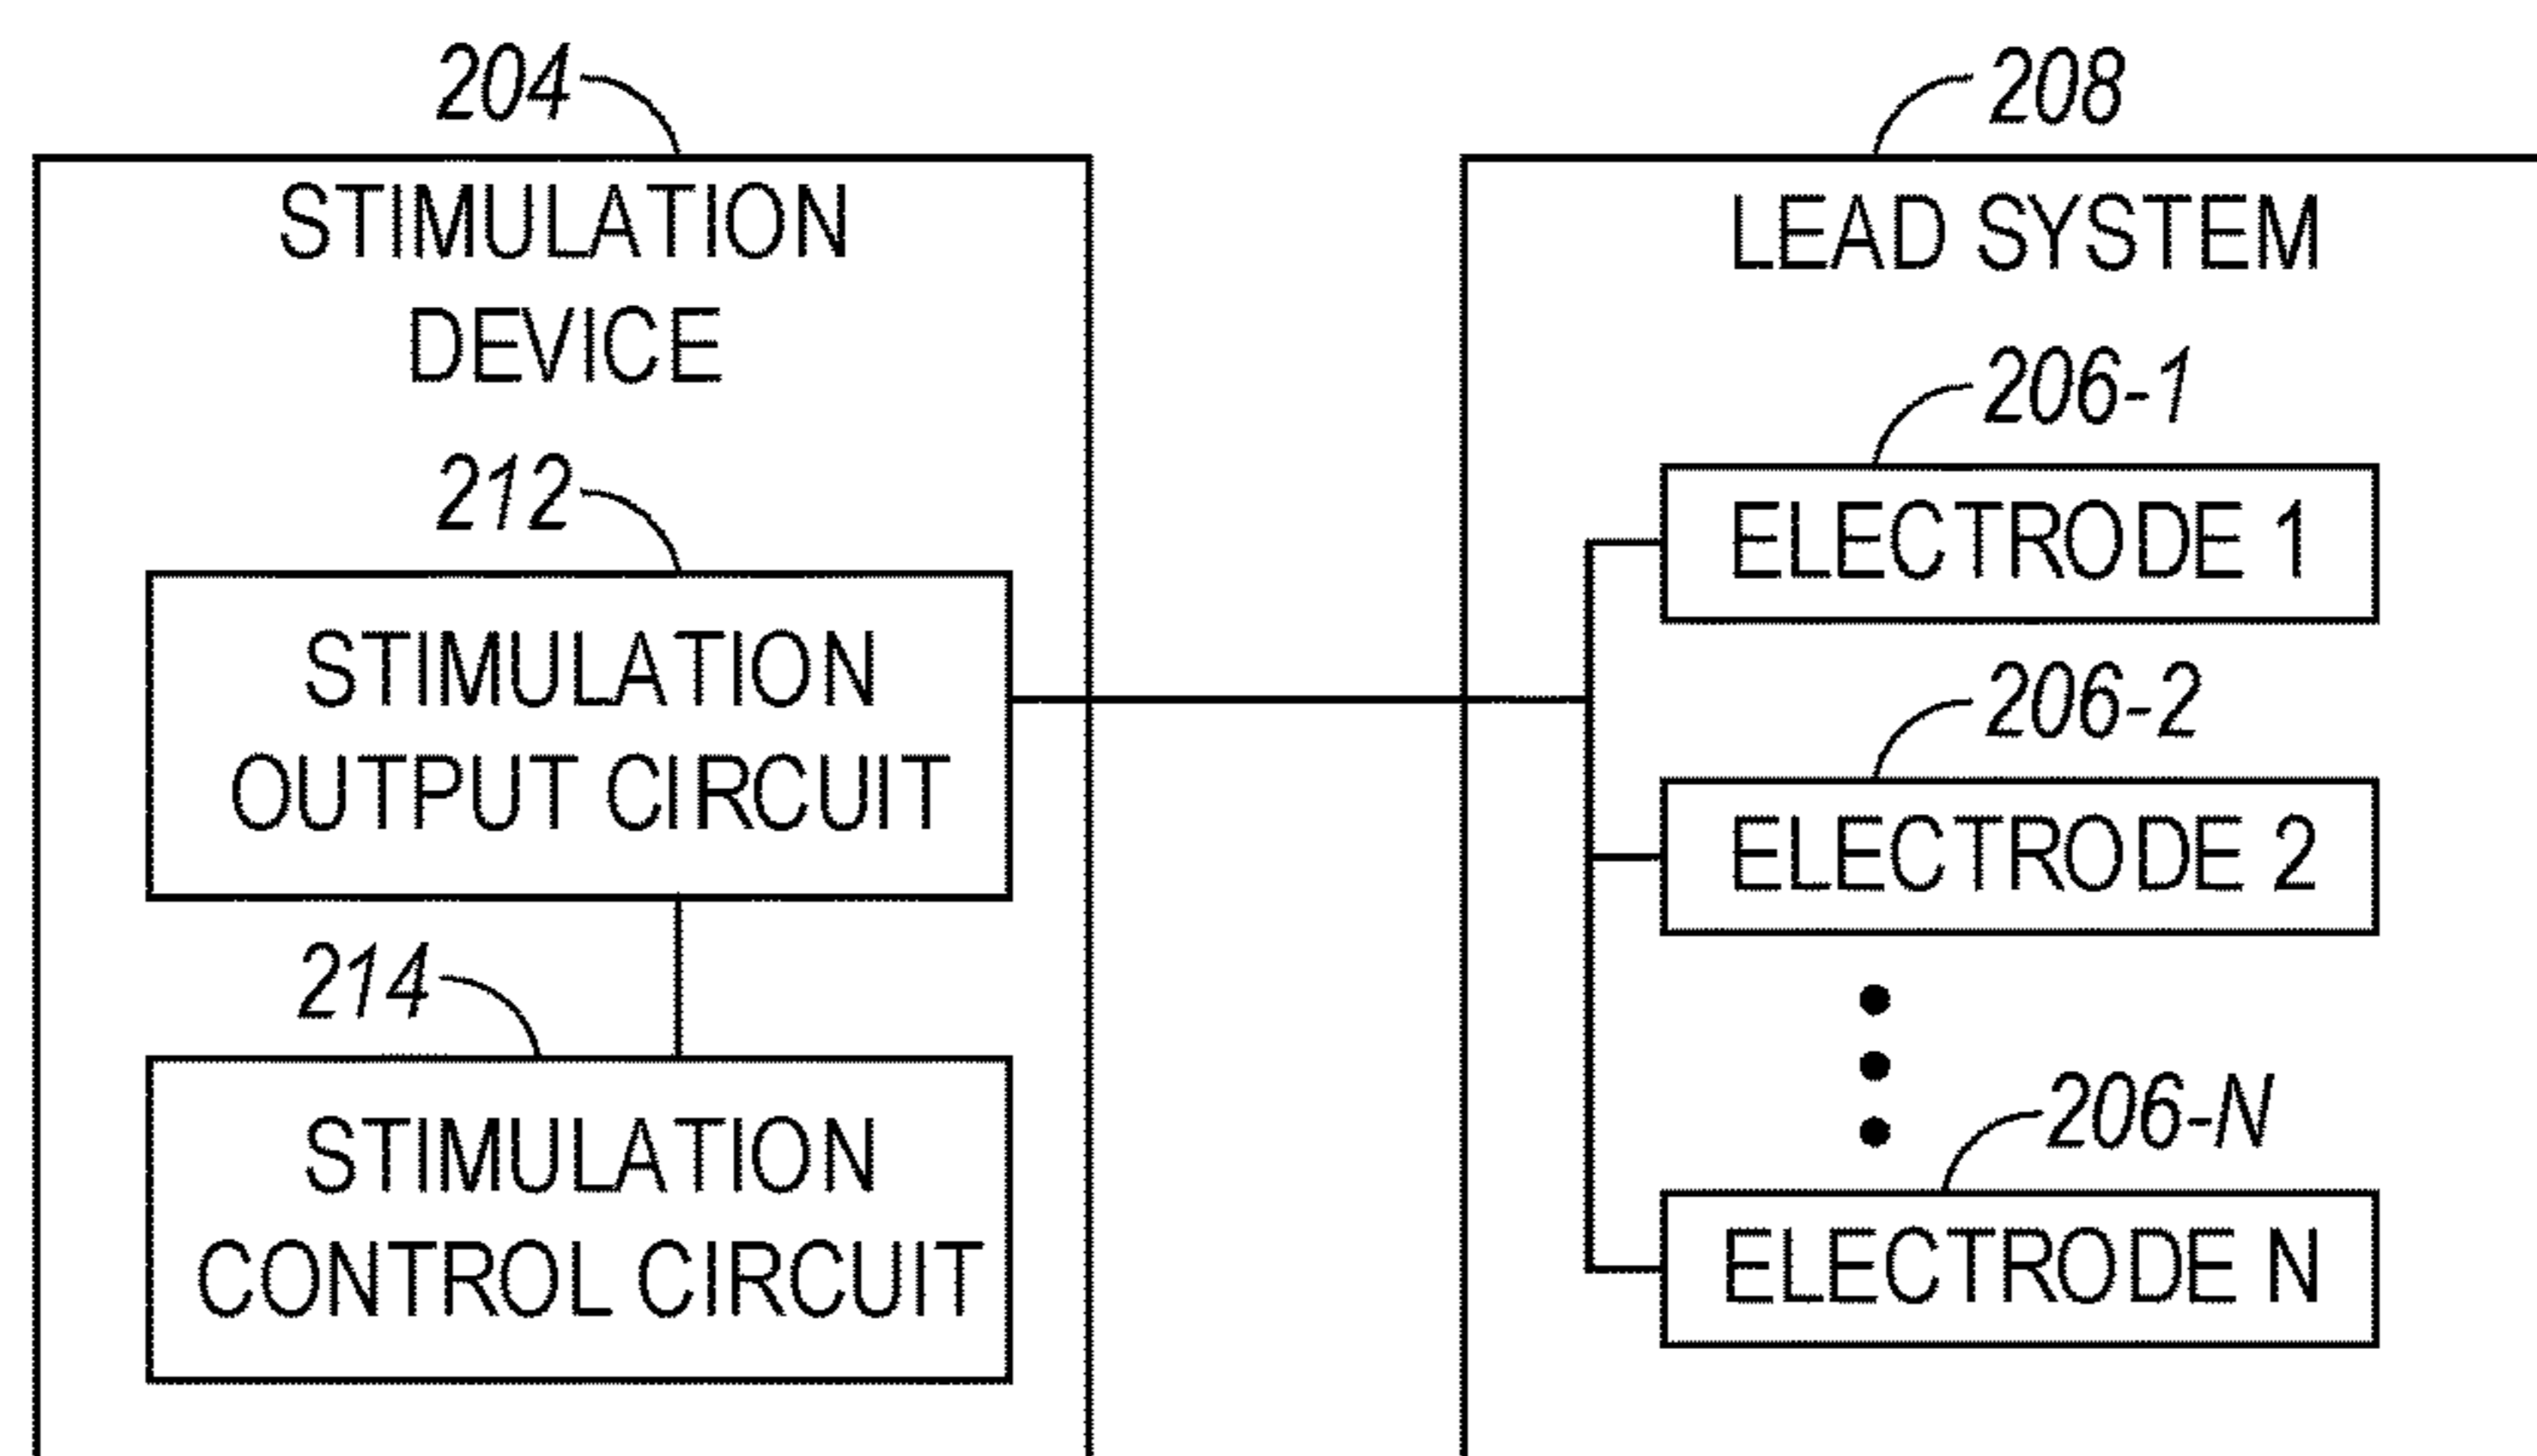 204
STIMULATION
DEVICE
212
STIMULATION
OUTPUT CIRCUIT
214
STIMULATION
CONTROL CIRCUIT
208
LEAD SYSTEM
206-1
ELECTRODE 1
206-2
ELECTRODE 2
206-N
ELECTRODE N